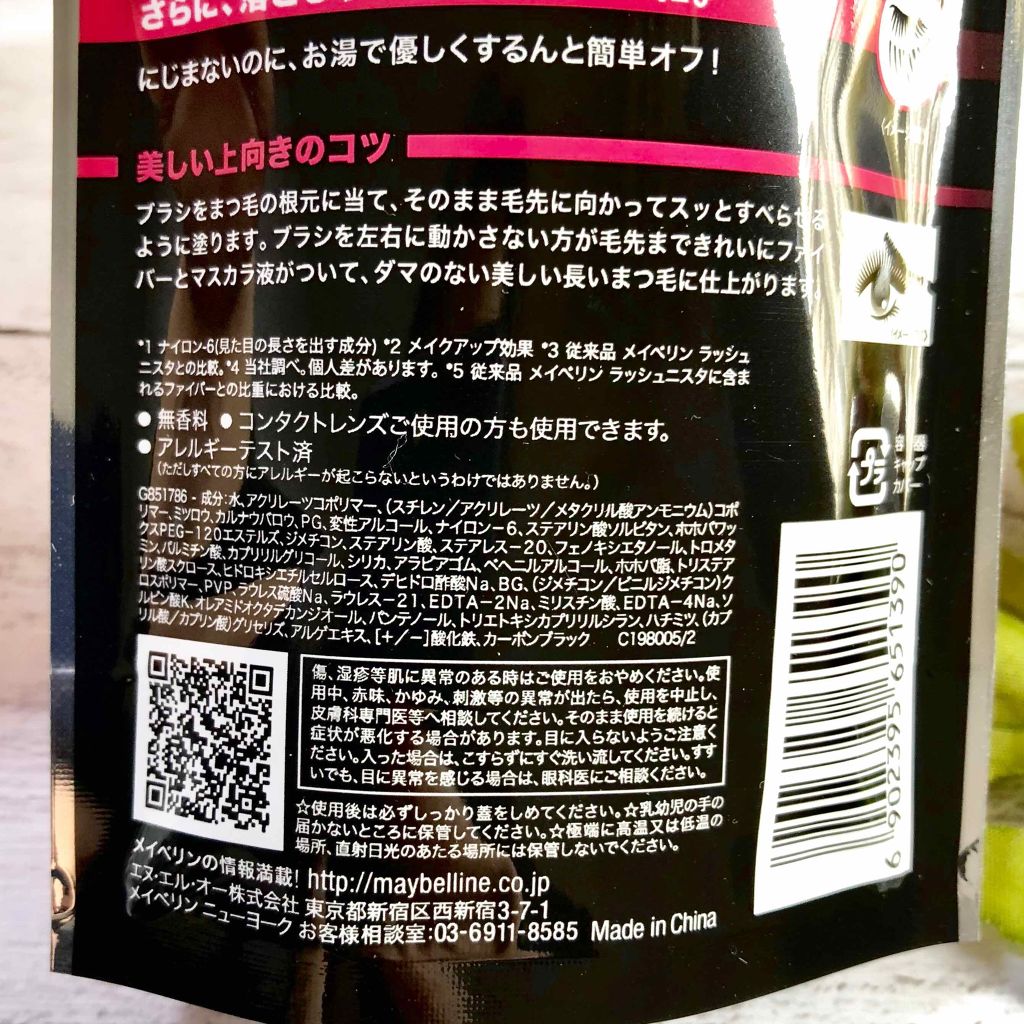 さらに、落とし
にじまないのに、お湯で優しくするんと簡単オフ!
美しい上向きのコツ
ブラシをまつ毛の根元に当て、そのまま毛先に向かってスッとすべらせる
ように塗ります。ブラシを左右に動かさない方が毛先まできれいにファイ
バーとマスカラ液がついて、ダマのない美しい長いまつ毛に仕上がります。
*1 ナイロン-6(見た目の長さを出す成分) *2 メイクアップ効果 *3 従来品 メイベリン ラッシュ
ニスタとの比較。*4 当社調べ。個人差があります。 *5 従来品 メイベリン ラッシュニスタに含ま
れるファイバーとの比重における比較。
● 無香料 ● コンタクトレンズご使用の方も使用できます。
● アレルギーテスト済
(ただしすべての方にアレルギーが起こらないというわけではありません。)
G851786 - 成分:水、アクリレーツコポリマー、(スチレン/アクリレーツ/メタクリル酸アンモニウム)コポ
リマー、ミツロウ、カルナウバロウ、PG、変性アルコール、ナイロン-6、ステアリン酸ソルビタン、ホホバワッ
クスPEG-120エステルズ、ジメチコン、ステアリン酸、ステアレス-20、フェノキシエタノール、トロメタ
ミン、パルミチン酸、カプリリルグリコール、シリカ、アラビアゴム、ベヘニルアルコール、ホホバ脂、トリステア
リン酸スクロース、ヒドロキシエチルセルロース、デヒドロ酢酸Na、BG、(ジメチコン/ビニルジメチコン)ク
ロスポリマー、PVP、ラウレス硫酸Na、ラウレス-21、EDTA-2Na、ミリスチン酸、EDTA-4Na、ソ
ルビン酸K、オレアミドオクタデカンジオール、パンテノール、トリエトキシカプリリルシラン、ハチミツ、(カプ
リル酸/カプリン酸)グリセリズ、アルゲエキス、[+/-]酸化鉄、カーボンブラック C198005/2
傷、湿疹等肌に異常のある時はご使用をおやめください。使
用中、赤味、かゆみ、刺激等の異常が出たら、使用を中止し、
皮膚科専門医等へ相談してください。そのまま使用を続けると
症状が悪化する場合があります。目に入らないようご注意く
ださい。入った場合は、こすらずにすぐ洗い流してください。すす
いでも、目に異常を感じる場合は、眼科医にご相談ください。
☆使用後は必ずしっかり蓋をしめてください。☆乳幼児の手の
届かないところに保管してください。☆極端に高温又は低温の
場所、直射日光のあたる場所には保管しないでください。
メイベリンの情報満載! http://maybelline.co.jp
エヌ・エル・オー株式会社 東京都新宿区西新宿3-7-1
メイベリン ニューヨーク お客様相談室:03-6911-8585 Made in China
プラ
容器
キャップ
カバー
6 902395 651390